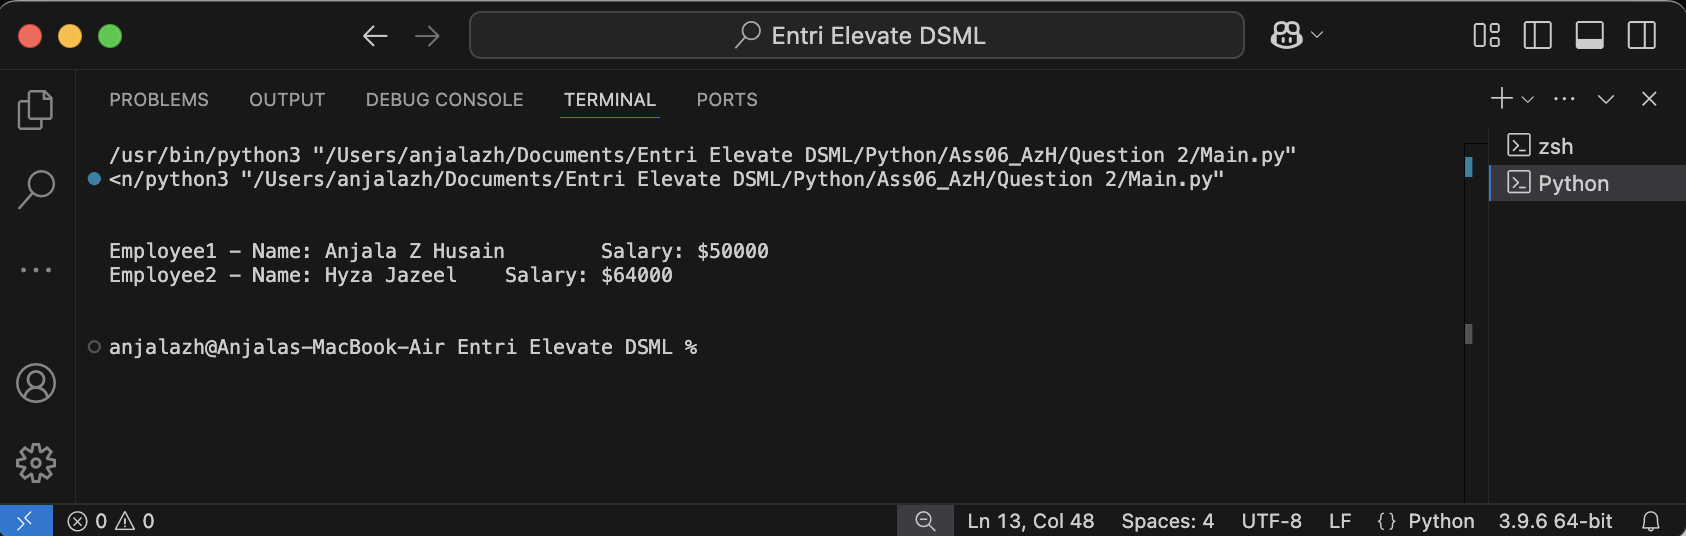 Entri Elevate DSML
PROBLEMS OUTPUT DEBUG CONSOLE TERMINAL PORTS
/usr/bin/python3 "/Users/anjalazh/Documents/Entri Elevate DSML/Python/Ass06_AzH/Question 2/Main.py"
<n/python3 "/Users/anjalazh/Documents/Entri Elevate DSML/Python/Ass06_AzH/Question 2/Main.py"
Employee1 - Name: Anjala Z Husain        Salary: $50000
Employee2 - Name: Hyza Jazeel    Salary: $64000
anjalazh@Anjalas-MacBook-Air Entri Elevate DSML %
zsh
Python
0 0 Ln 13, Col 48 Spaces: 4 UTF-8 LF {} Python 3.9.6 64-bit